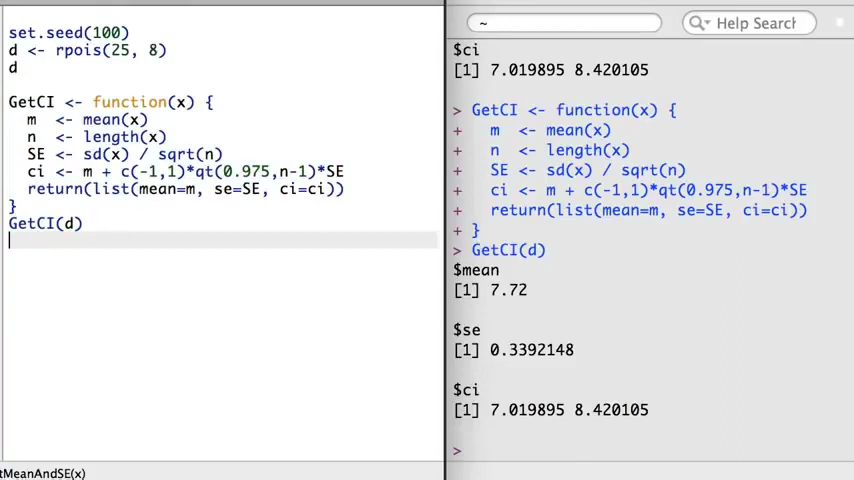 set.seed(100)
d <- rpois(25, 8)
d
GetCI <- function(x) {
  m  <- mean(x)
  n  <- length(x)
  SE <- sd(x) / sqrt(n)
  ci <- m + c(-1,1)*qt(0.975,n-1)*SE
  return(list(mean=m, se=SE, ci=ci))
}
GetCI(d)
tMeanAndSE(x)
~
Help Search
$ci
[1] 7.019895 8.420105
> GetCI <- function(x) {
+   m  <- mean(x)
+   n  <- length(x)
+   SE <- sd(x) / sqrt(n)
+   ci <- m + c(-1,1)*qt(0.975,n-1)*SE
+   return(list(mean=m, se=SE, ci=ci))
+ }
> GetCI(d)
$mean
[1] 7.72
$se
[1] 0.3392148
$ci
[1] 7.019895 8.420105
>